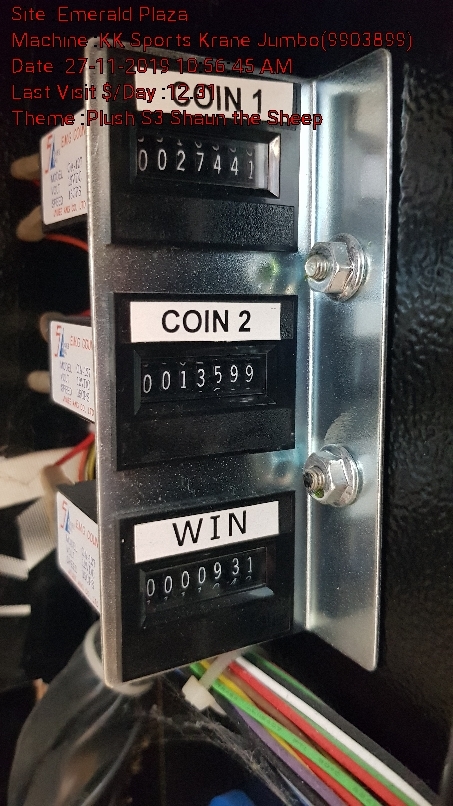 Site :Emerald Plaza
Machine :KK Sports Krane Jumbo(9903899)
Date :27-11-2019 10:56:45 AM
Last Visit $/Day :12.31
Theme :Plush S3 Shaun the Sheep
COIN 1
0027441
COIN 2
0013599
WIN
0000931